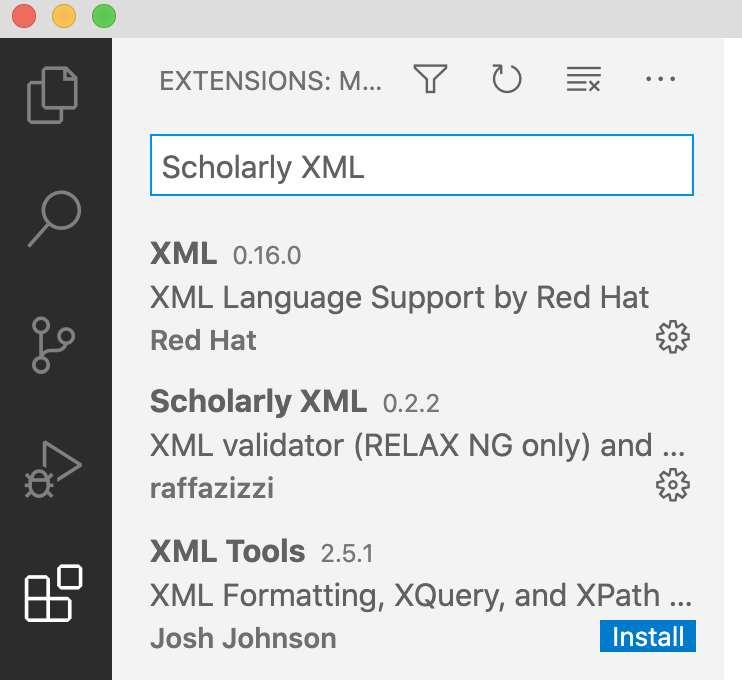 EXTENSIONS: M...
Scholarly XML
XML 0.16.0
XML Language Support by Red Hat
Red Hat
Scholarly XML 0.2.2
XML validator (RELAX NG only) and ...
raffazizzi
XML Tools 2.5.1
XML Formatting, XQuery, and XPath ...
Josh Johnson
Install